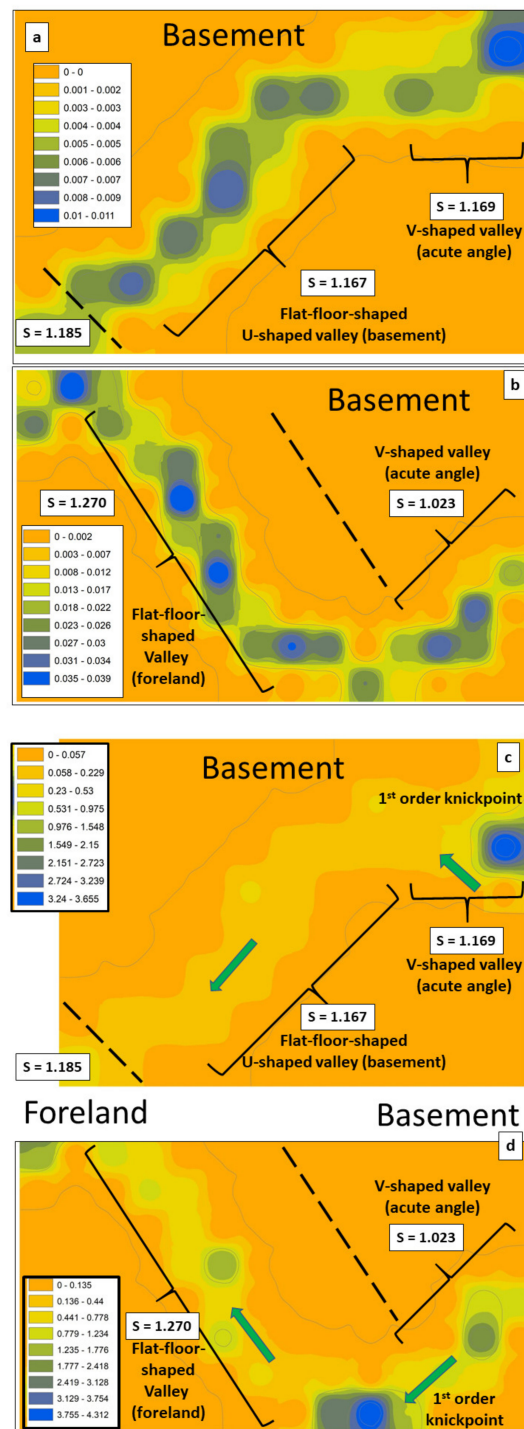 a
Basement
0 - 0
0.001 - 0.002
0.003 - 0.003
0.004 - 0.004
0.005 - 0.005
0.006 - 0.006
0.007 - 0.007
0.008 - 0.009
0.01 - 0.011
S = 1.169
V-shaped valley
(acute angle)
S = 1.167
Flat-floor-shaped
U-shaped valley (basement)
S = 1.185
b
Basement
V-shaped valley
(acute angle)
S = 1.023
S = 1.270
0 - 0.002
0.003 - 0.007
0.008 - 0.012
0.013 - 0.017
0.018 - 0.022
0.023 - 0.026
0.027 - 0.03
0.031 - 0.034
0.035 - 0.039
Flat-floor-
shaped
Valley
(foreland)
c
Basement
0 - 0.057
0.058 - 0.229
0.23 - 0.53
0.531 - 0.975
0.976 - 1.548
1.549 - 2.15
2.151 - 2.723
2.724 - 3.239
3.24 - 3.655
1st order knickpoint
S = 1.169
V-shaped valley
(acute angle)
S = 1.167
Flat-floor-shaped
U-shaped valley (basement)
S = 1.185
Foreland Basement
d
V-shaped valley
(acute angle)
S = 1.023
0 - 0.135
0.136 - 0.44
0.441 - 0.778
0.779 - 1.234
1.235 - 1.776
1.777 - 2.418
2.419 - 3.128
3.129 - 3.754
3.755 - 4.312
S = 1.270
Flat-floor-
shaped
Valley
(foreland)
1st order
knickpoint